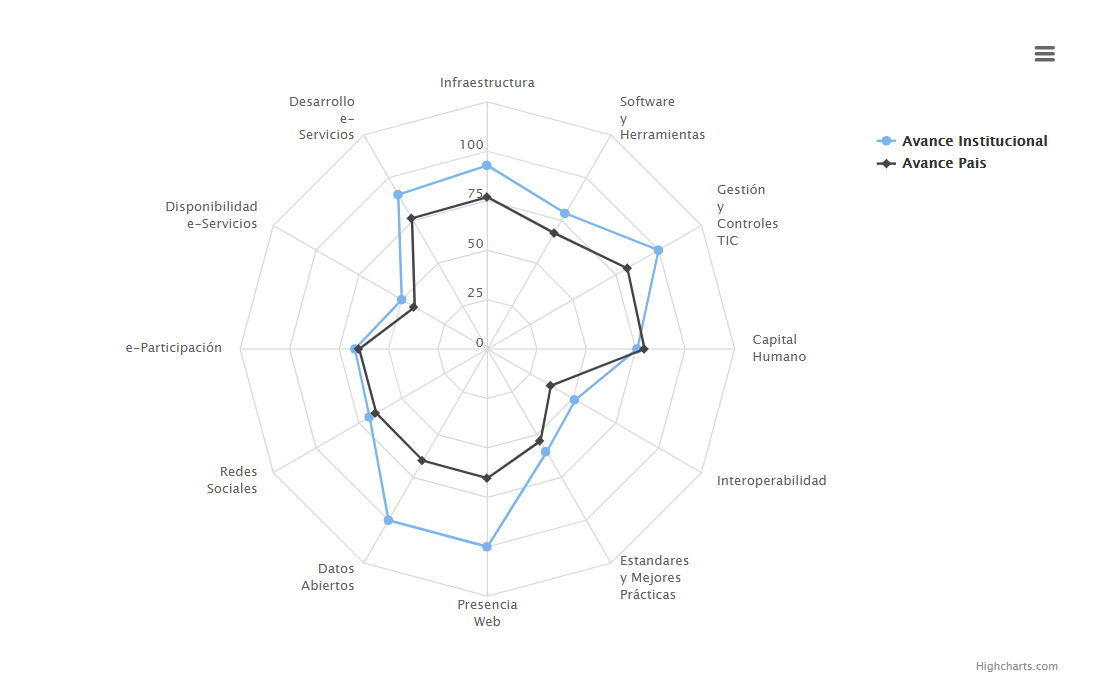 Infraestructura
Software
y
Herramientas
Gestión
y
Controles
TIC
Capital
Humano
Interoperabilidad
Estandares
y Mejores
Prácticas
Presencia
Web
Datos
Abiertos
Redes
Sociales
e-Participación
Disponibilidad
e-Servicios
Desarrollo
e-
Servicios
100
75
50
25
0
Avance Institucional
Avance Pais
Highcharts.com